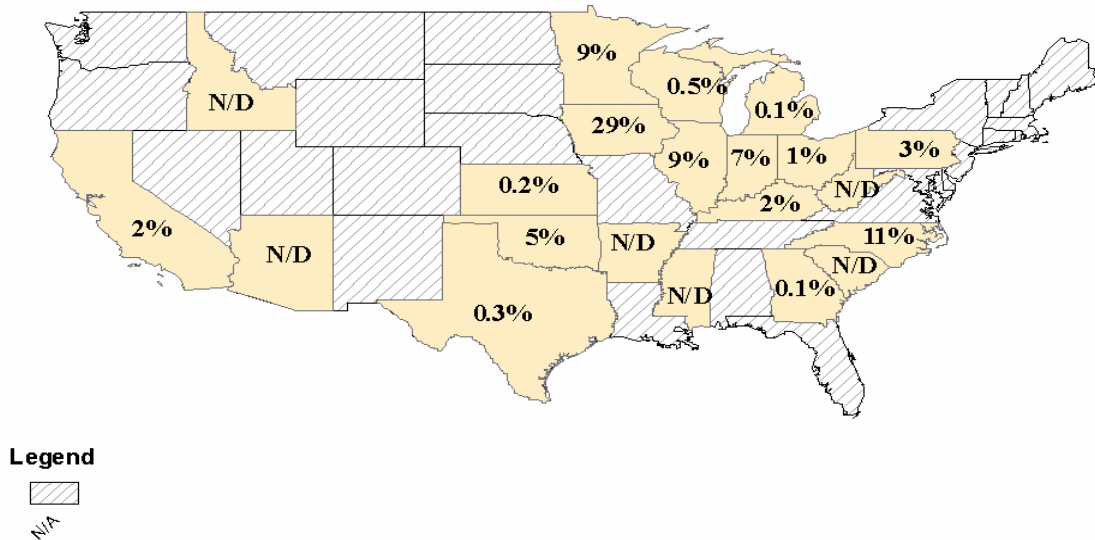 9%
0.5%
0.1%
N/D
29%
9%
7%
1%
3%
0.2%
2%
N/D
2%
N/D
5%
N/D
11%
N/D
0.1%
N/D
0.3%
Legend
N/A